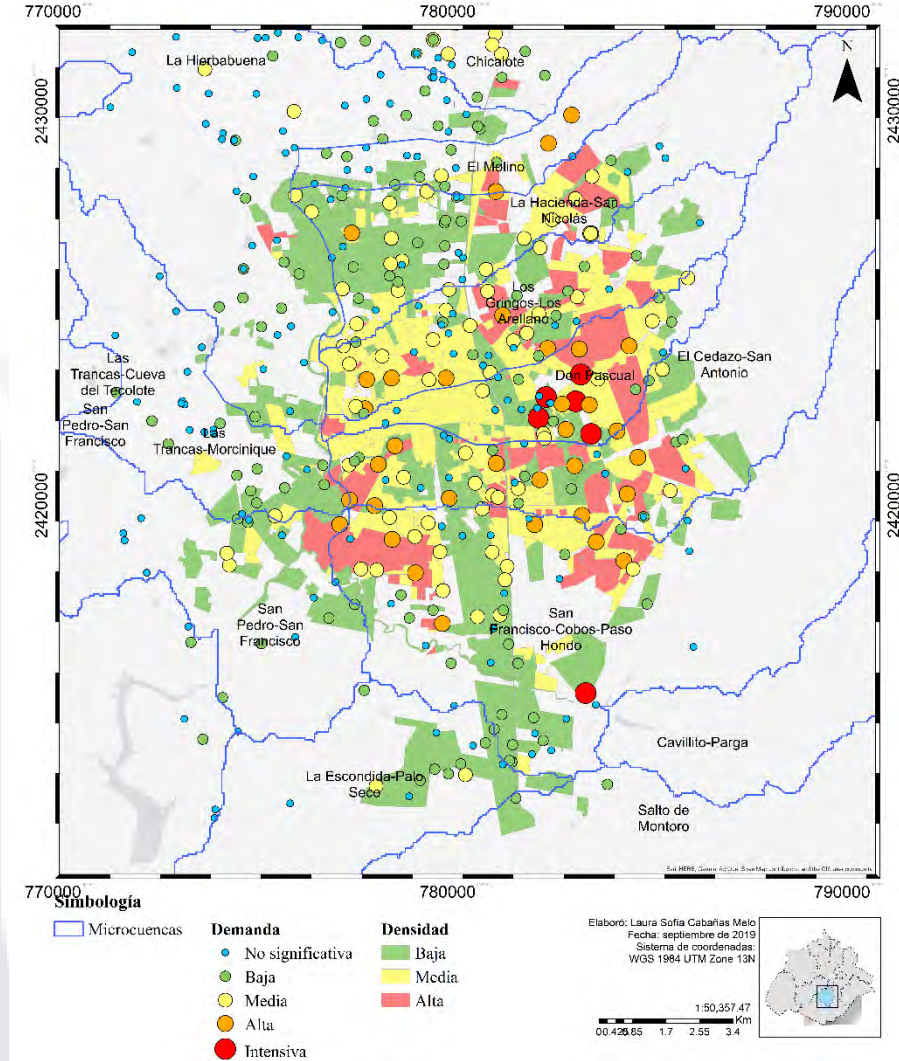 770000 780000 790000
La Hierbabuena
Chicalote
N
2430000
2430000
El Molino
La Hacienda-San
Nicolás
Los
Gringos-Los
Arellano
Las
Trancas-Cueva
del Tecolote
Don Pascual
El Cedazo-San
Antonio
San
Pedro-San
Francisco
Las
Trancas-Morcinique
2420000
2420000
San
Pedro-San
Francisco
San
Francisco-Cobos-Paso
Hondo
Cavillito-Parga
La Escondida-Palo
Seco
Salto de
Montoro
770000 780000 790000
Simbología
Microcuencas
Demanda
No significativa
Baja
Media
Alta
Intensiva
Densidad
Baja
Media
Alta
Elaboró: Laura Sofía Cabañas Melo
Fecha: septiembre de 2019
Sistema de coordenadas:
WGS 1984 UTM Zone 13N
1:50,357.47
Km
1.7 2.55 3.4